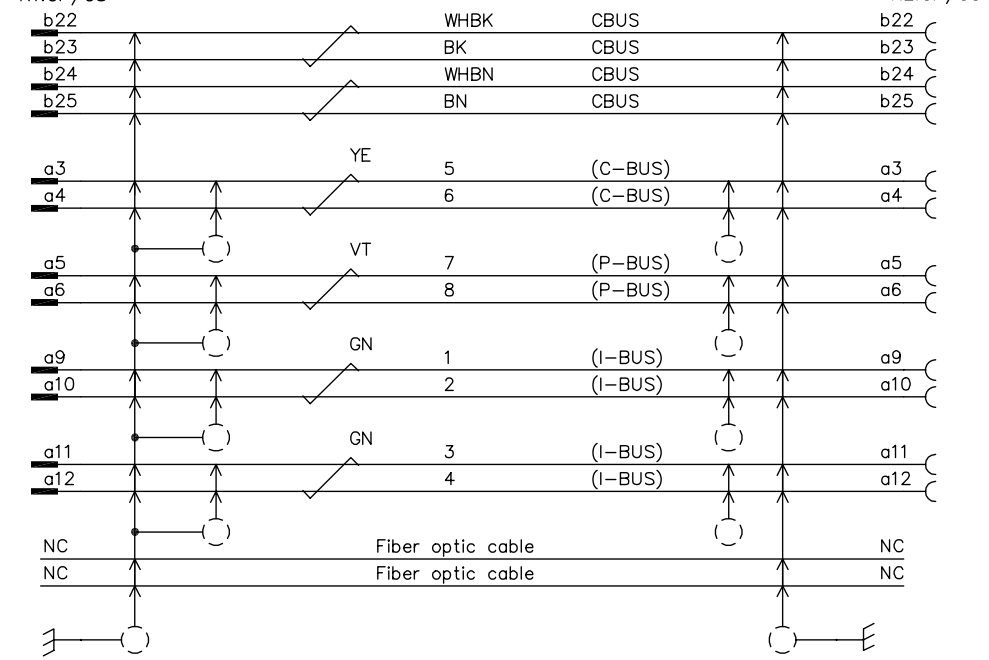 b22 WHBK CBUS b22
b23 BK CBUS b23
b24 WHBN CBUS b24
b25 BN CBUS b25
YE
a3 5 (C-BUS) a3
a4 6 (C-BUS) a4
VT
a5 7 (P-BUS) a5
a6 8 (P-BUS) a6
GN
a9 1 (I-BUS) a9
a10 2 (I-BUS) a10
GN
a11 3 (I-BUS) a11
a12 4 (I-BUS) a12
NC Fiber optic cable NC
NC Fiber optic cable NC